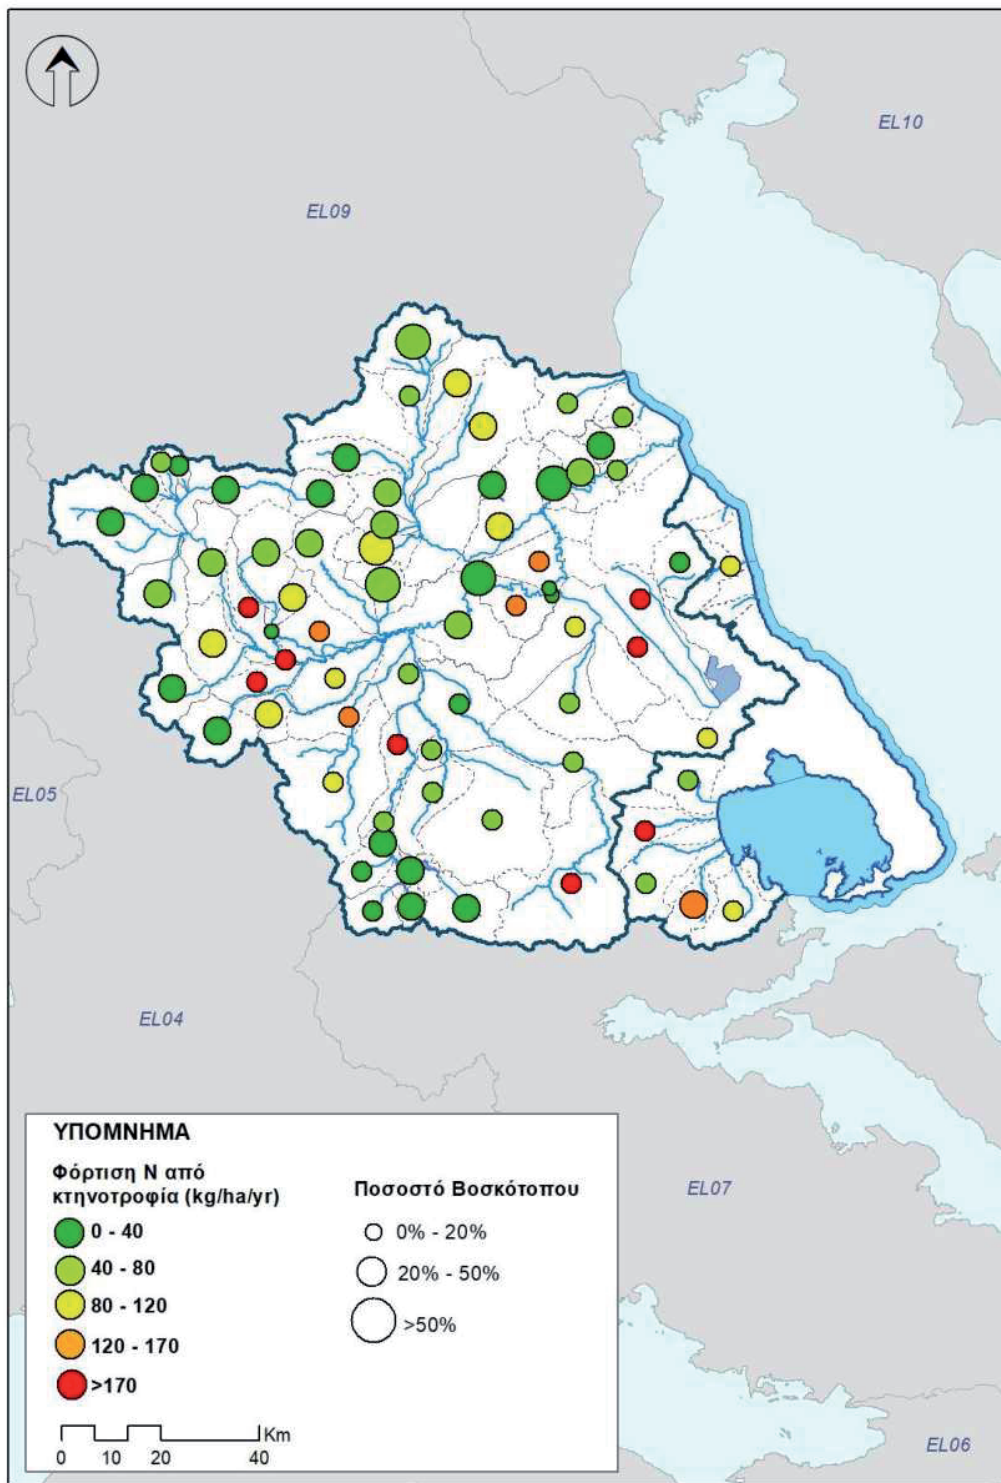 EL10
EL09
EL05
EL04
EL07
EL06
ΥΠΟΜΝΗΜΑ
Φόρτιση Ν από
κτηνοτροφία (kg/ha/yr)
0 - 40
40 - 80
80 - 120
120 - 170
>170
Ποσοστό Βοσκότοπου
0% - 20%
20% - 50%
>50%
Km
0 10 20 40